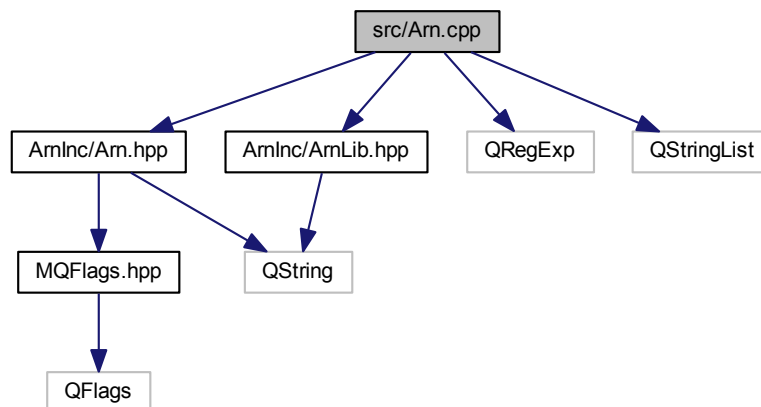 src/Arn.cpp
ArnInc/Arn.hpp
ArnInc/ArnLib.hpp
QRegExp
QStringList
MQFlags.hpp
QString
QFlags